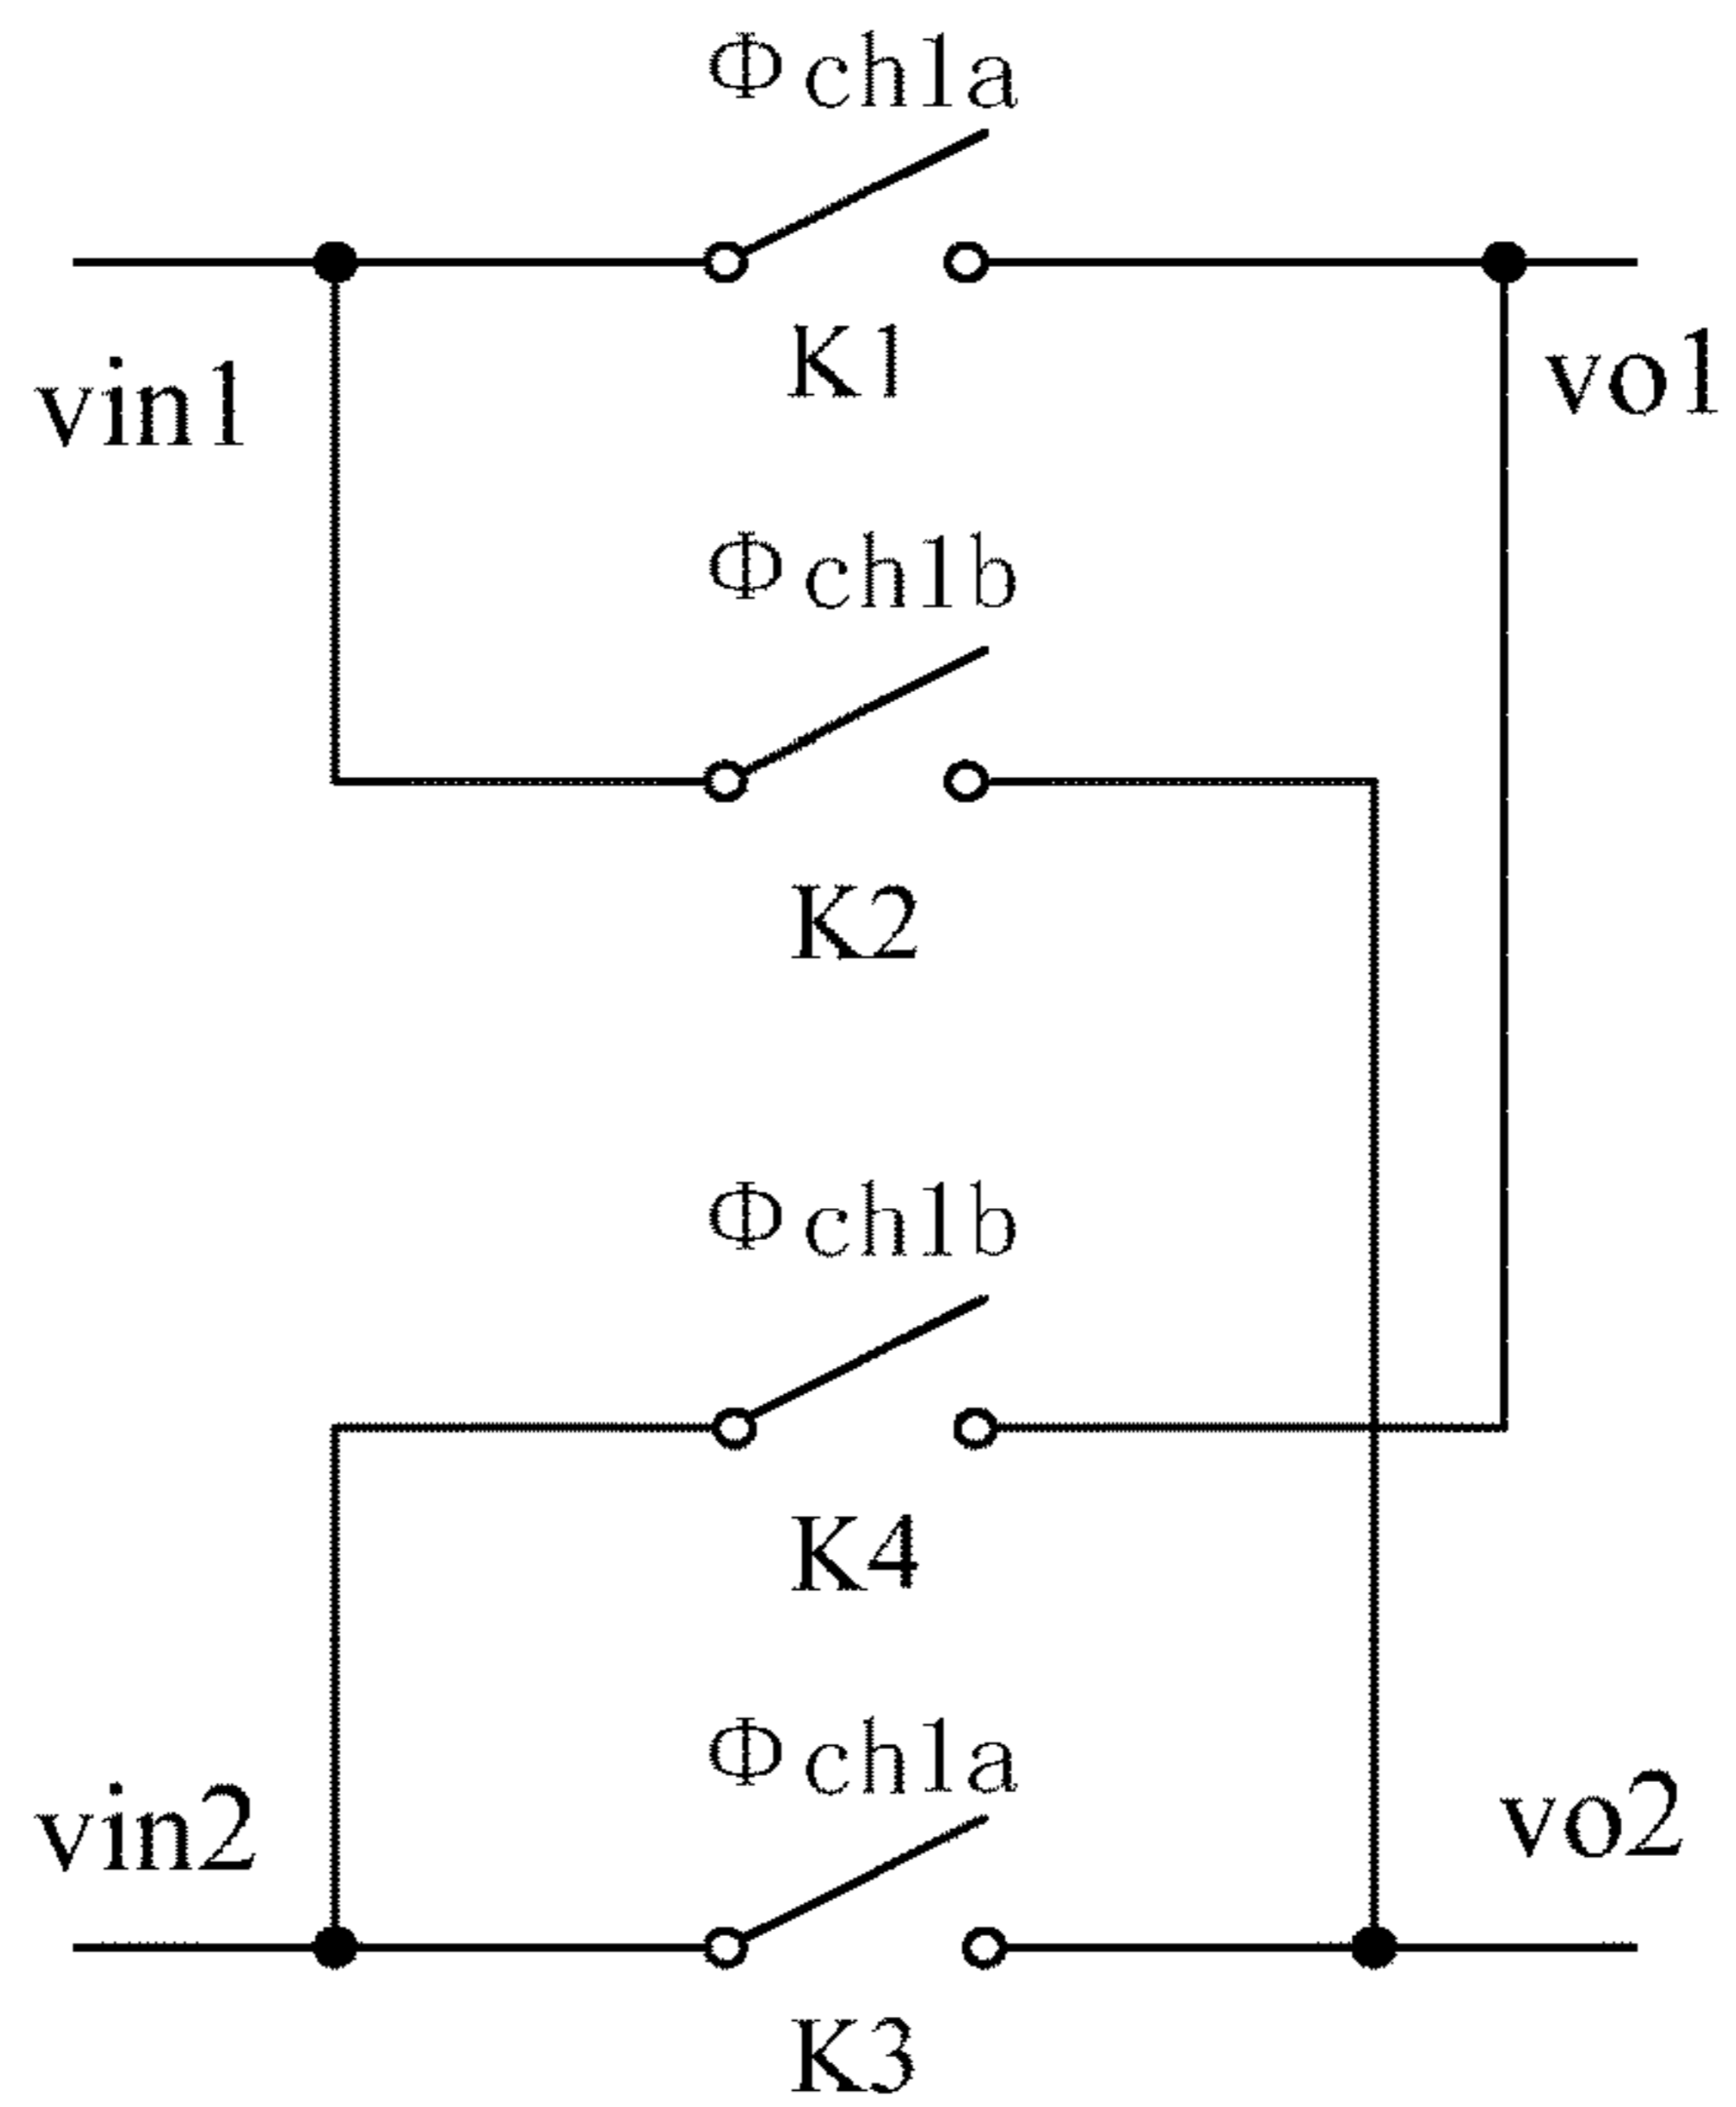 Φch1a
K1
vin1
vo1
Φch1b
K2
Φch1b
K4
Φch1a
vin2
vo2
K3